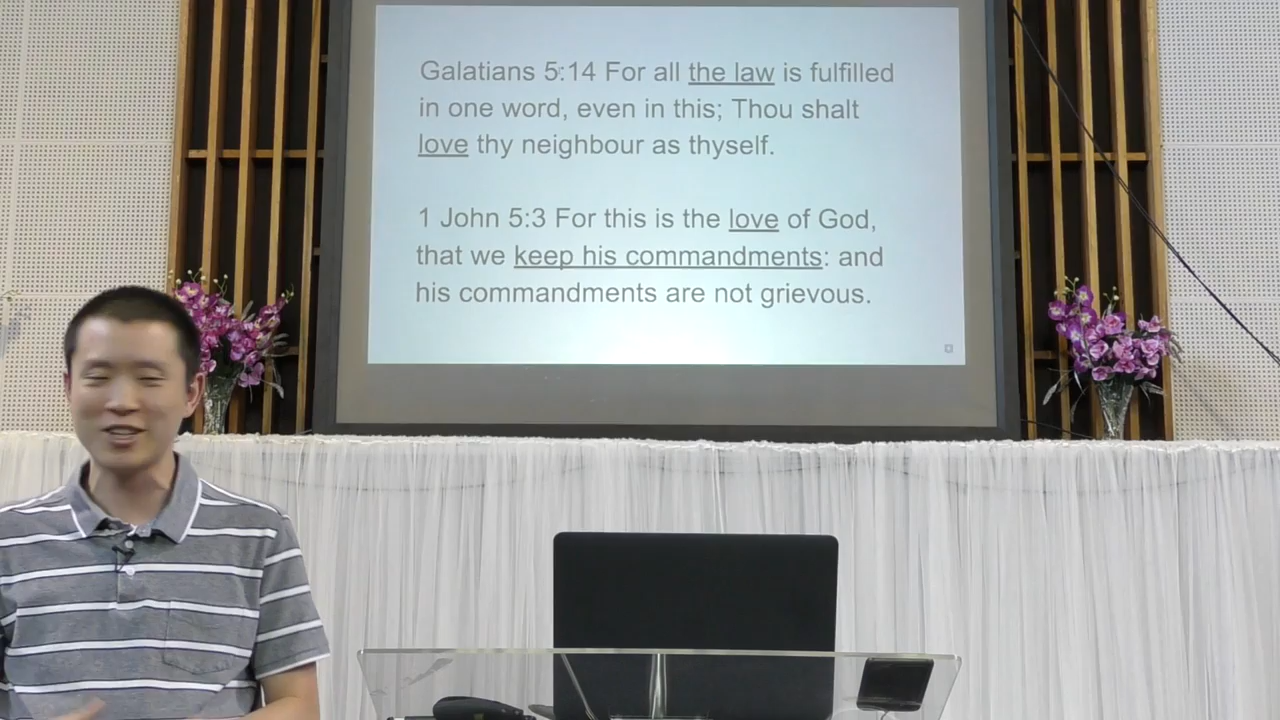 Galatians 5:14 For all the law is fulfilled
in one word, even in this; Thou shalt
love thy neighbour as thyself.
1 John 5:3 For this is the love of God,
that we keep his commandments: and
his commandments are not grievous.